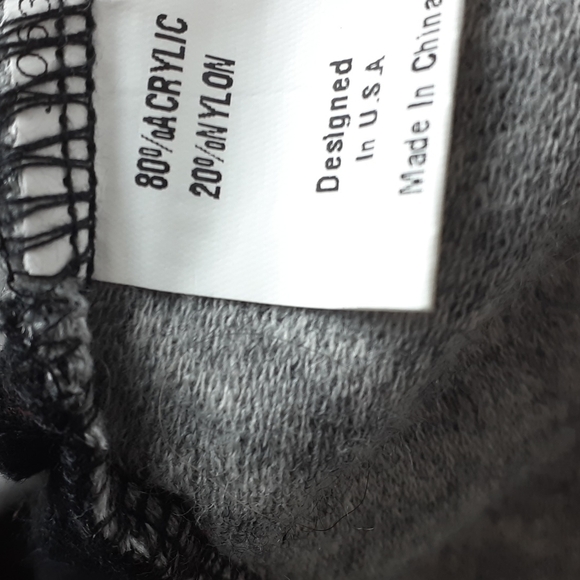 80%ACRYLIC
20%NYLON
Designed
In U.S.A
Made In China